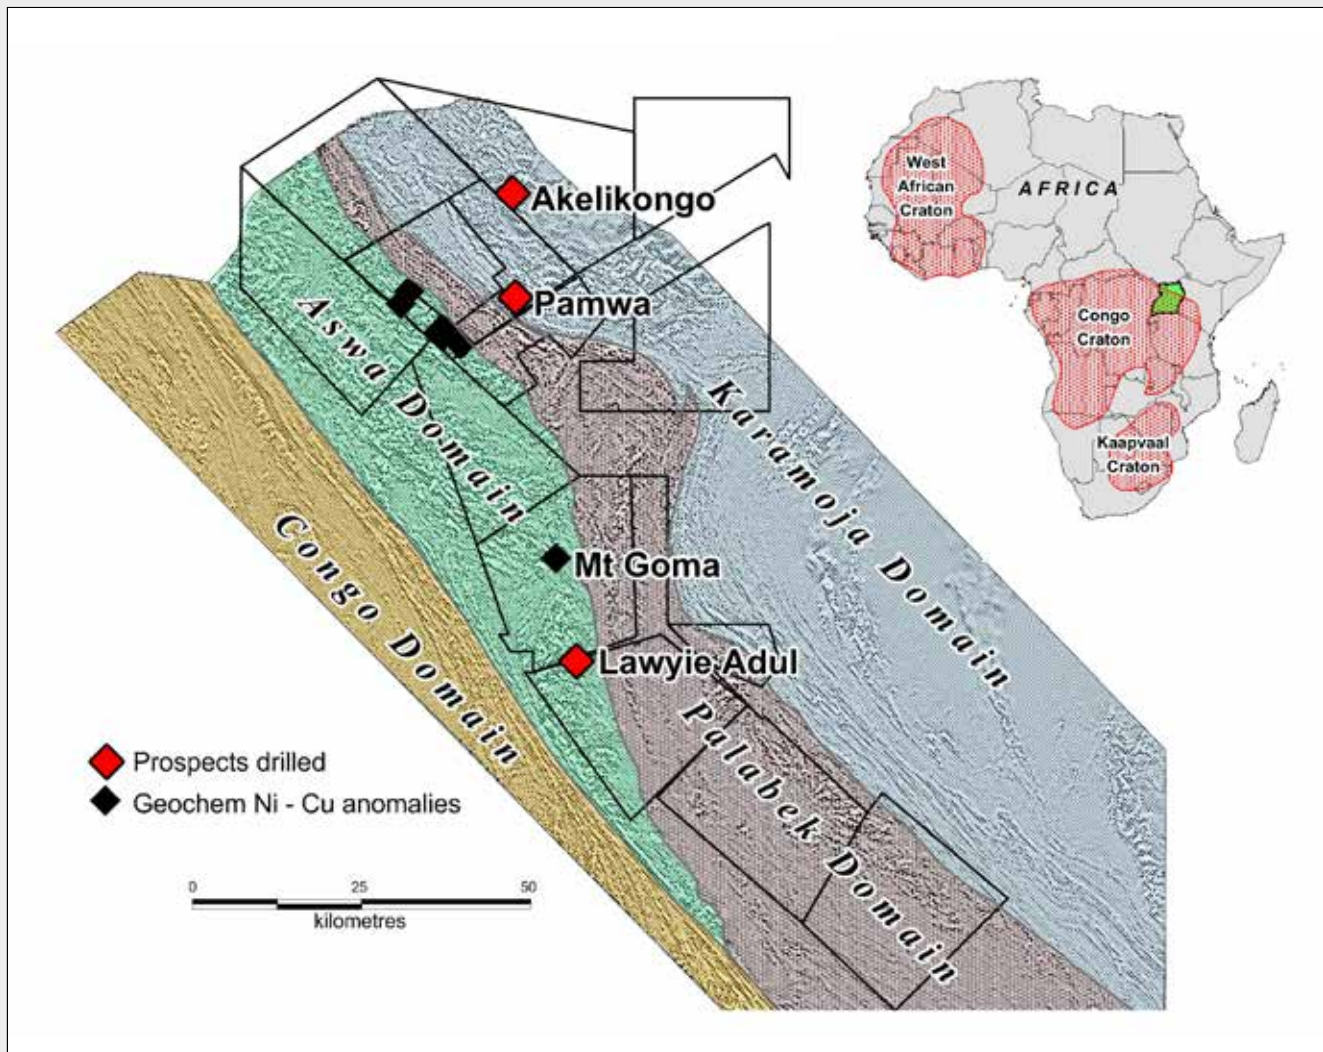 Akelikongo
Pamwa
Aswa Domain
Karamoja Domain
Congo Domain
Mt Goma
Lawyie Adul
Palabek Domain
Prospects drilled
Geochem Ni - Cu anomalies
0 25 50
kilometres
West
African
Craton
AFRICA
Congo
Craton
Kaapvaal
Craton